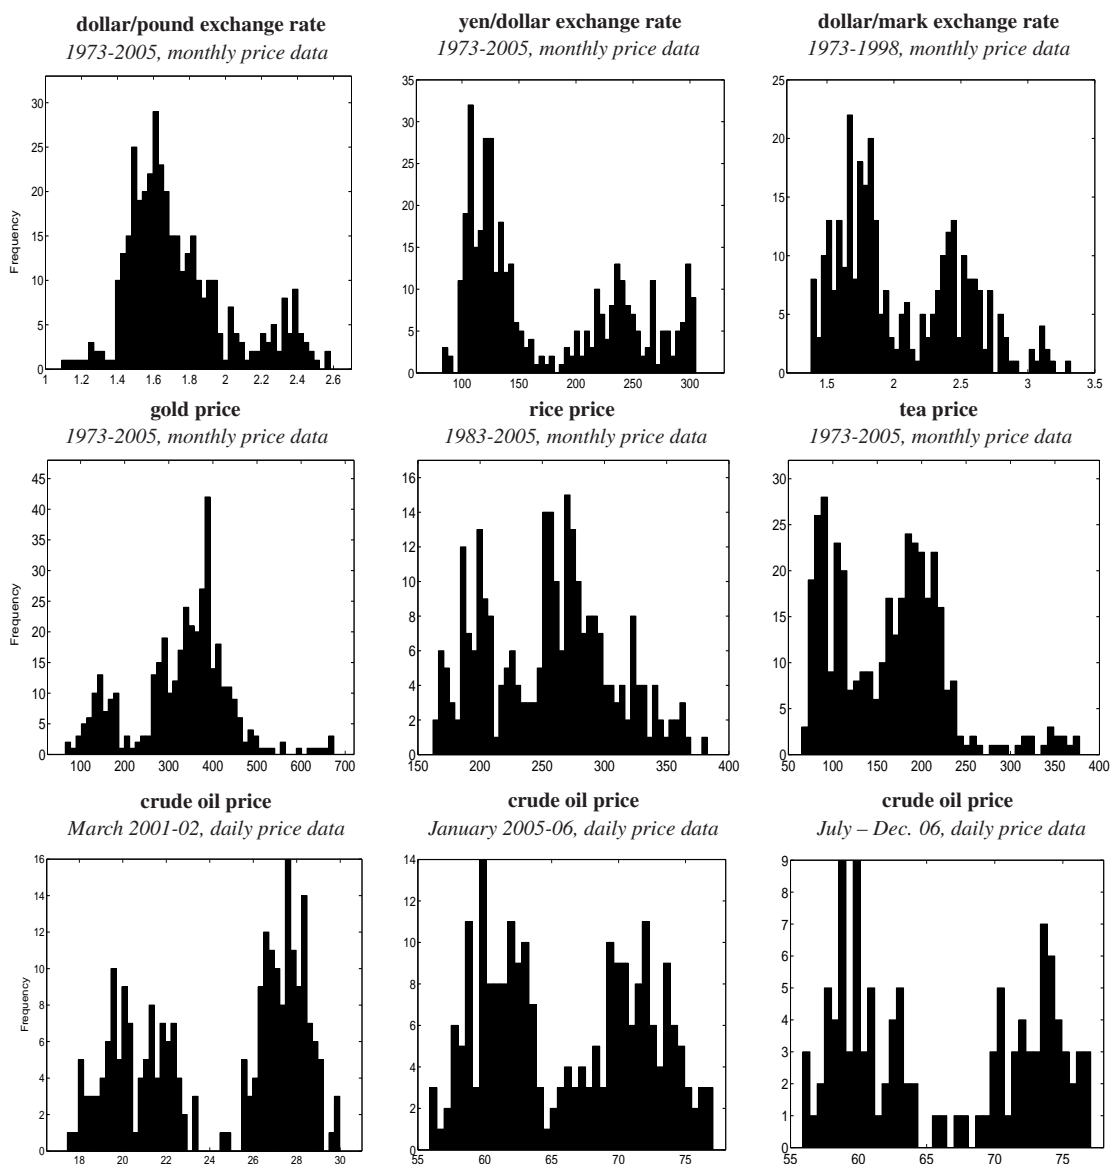 dollar/pound exchange rate
1973-2005, monthly price data
yen/dollar exchange rate
1973-2005, monthly price data
dollar/mark exchange rate
1973-1998, monthly price data
Frequency
30
25
20
15
10
5
0
1 1.2 1.4 1.6 1.8 2 2.2 2.4 2.6
35
30
25
20
15
10
5
0
100 150 200 250 300
25
20
15
10
5
0
1.5 2 2.5 3 3.5
gold price
1973-2005, monthly price data
rice price
1983-2005, monthly price data
tea price
1973-2005, monthly price data
Frequency
45
40
35
30
25
20
15
10
5
0
100 200 300 400 500 600 700
16
14
12
10
8
6
4
2
0
150 200 250 300 350 400
30
25
20
15
10
5
0
50 100 150 200 250 300 350 400
crude oil price
March 2001-02, daily price data
crude oil price
January 2005-06, daily price data
crude oil price
July – Dec. 06, daily price data
Frequency
16
14
12
10
8
6
4
2
0
18 20 22 24 26 28 30
14
12
10
8
6
4
2
0
55 60 65 70 75
9
8
7
6
5
4
3
2
1
0
55 60 65 70 75